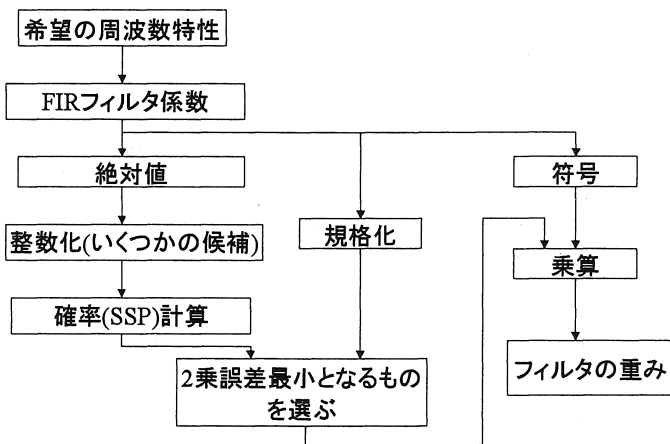 希望の周波数特性
FIRフィルタ係数
絶対値
符号
整数化(いくつかの候補)
規格化
乗算
確率(SSP)計算
2乗誤差最小となるもの
を選ぶ
フィルタの重み